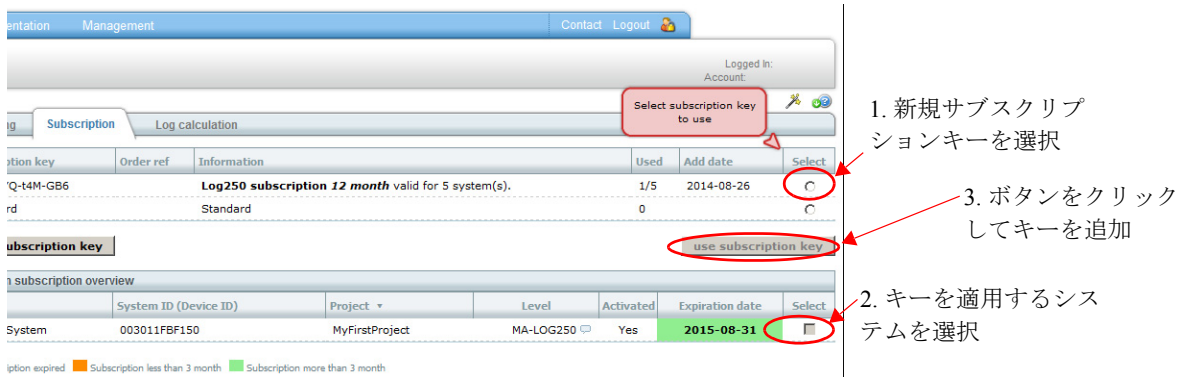 entation Management Contact Logout
Logged In:
Account:
Select subscription key
to use
ng Subscription Log calculation
ption key Order ref Information Used Add date Select
/Q-t4M-GB6 Log250 subscription 12 month valid for 5 system(s). 1/5 2014-08-26
rd Standard 0
ubscription key use subscription key
n subscription overview
System ID (Device ID) Project Level Activated Expiration date Select
System 003011FBF150 MyFirstProject MA-LOG250 Yes 2015-08-31
iption expired Subscription less than 3 month Subscription more than 3 month
1. 新規サブスクリプ
ションキーを選択
3. ボタンをクリック
してキーを追加
2. キーを適用するシス
テムを選択